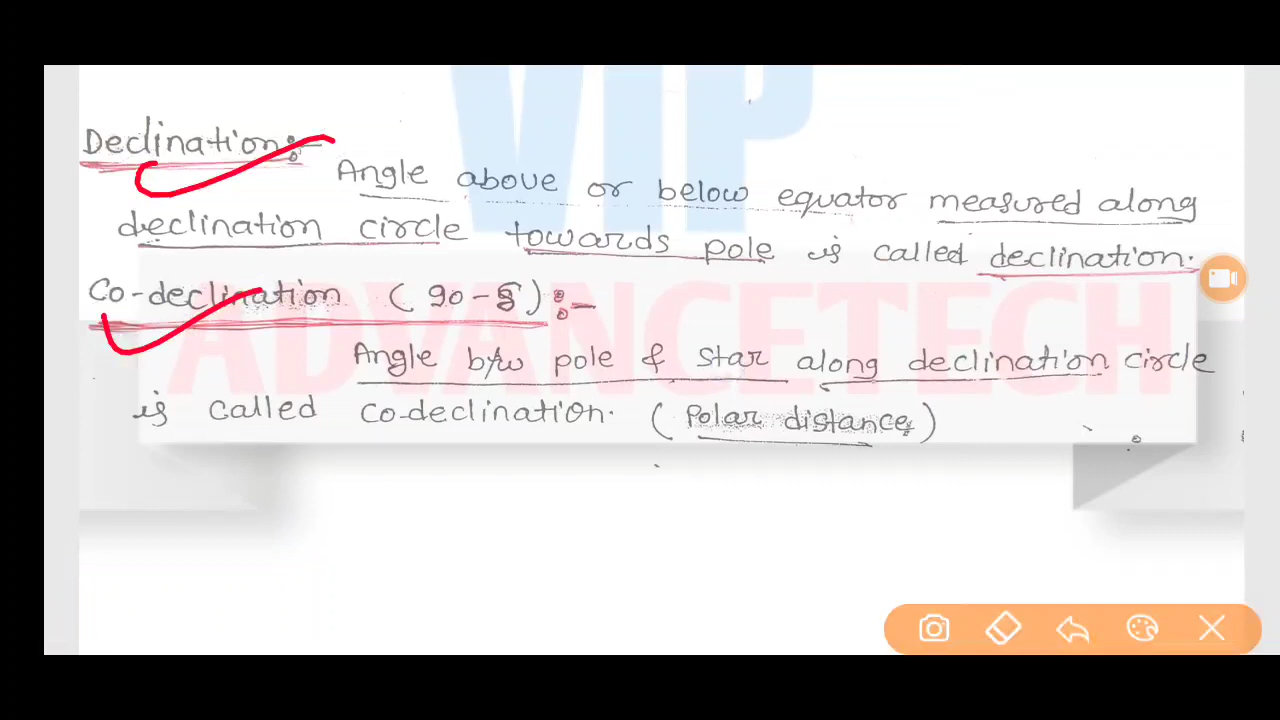 VIP
ADVANCETECH
Declination:-
Angle above or below equator measured along
declination circle towards pole is called declination.
Co-declination (90-δ):-
Angle b/w pole & star along declination circle
is called co-declination. (Polar distance)